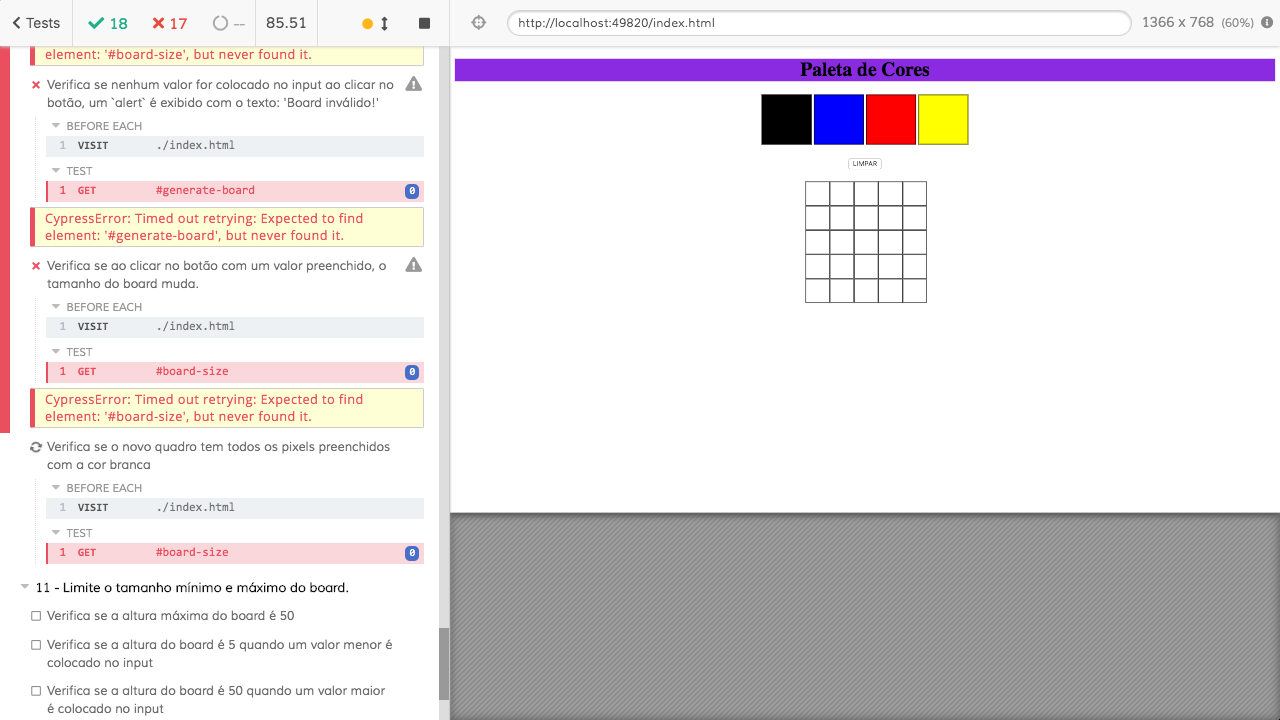 Tests
18
17
--
85.51
http://localhost:49820/index.html
1366 x 768 (60%)
element: '#board-size', but never found it.
Verifica se nenhum valor for colocado no input ao clicar no
botão, um `alert` é exibido com o texto: 'Board inválido!'
BEFORE EACH
1 VISIT ./index.html
TEST
1 GET #generate-board 0
CypressError: Timed out retrying: Expected to find
element: '#generate-board', but never found it.
Verifica se ao clicar no botão com um valor preenchido, o
tamanho do board muda.
BEFORE EACH
1 VISIT ./index.html
TEST
1 GET #board-size 0
CypressError: Timed out retrying: Expected to find
element: '#board-size', but never found it.
Verifica se o novo quadro tem todos os pixels preenchidos
com a cor branca
BEFORE EACH
1 VISIT ./index.html
TEST
1 GET #board-size 0
11 - Limite o tamanho mínimo e máximo do board.
Verifica se a altura máxima do board é 50
Verifica se a altura do board é 5 quando um valor menor é
colocado no input
Verifica se a altura do board é 50 quando um valor maior
é colocado no input
Paleta de Cores
LIMPAR